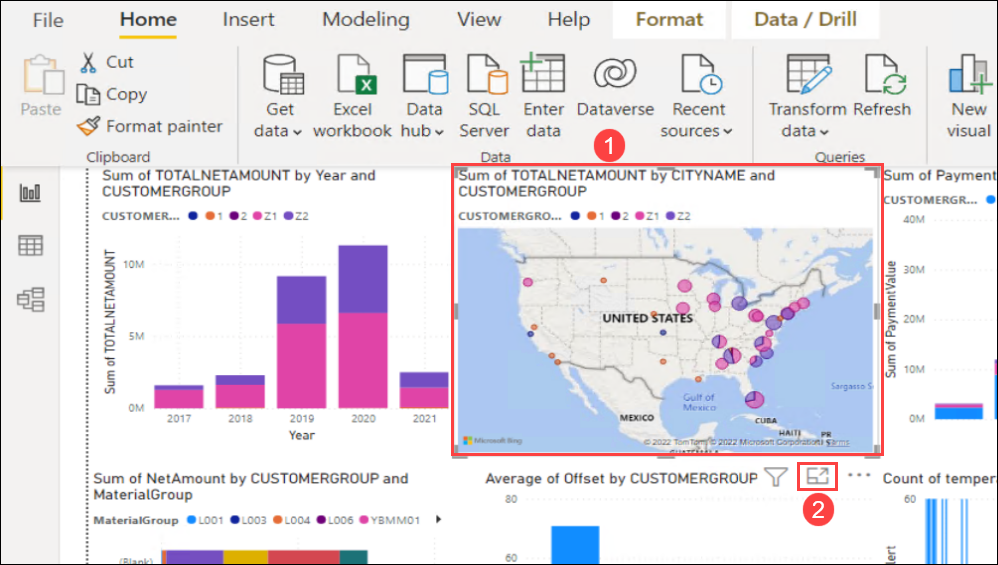 File
Home
Insert
Modeling
View
Help
Format
Data / Drill
Paste
Cut
Copy
Format painter
Clipboard
Get
data
Excel
workbook
Data
hub
SQL
Server
Enter
data
Dataverse
Recent
sources
Data
Transform
data
Refresh
Queries
New
visual
1
Sum of TOTALNETAMOUNT by Year and
CUSTOMERGROUP
CUSTOMER... 1 2 Z1 Z2
Sum of TOTALNETAMOUNT
10M
5M
0M
2017 2018 2019 2020 2021
Year
Sum of TOTALNETAMOUNT by CITYNAME and
CUSTOMERGROUP
CUSTOMERGRO... 1 2 Z1 Z2
UNITED STATES
Gulf of
Mexico
Sargasso S
MEXICO
CUBA
HAITI
PR
GUATEMALA
Microsoft Bing
© 2022 TomTom, © 2022 Microsoft Corporation Terms
Sum of Payment
CUSTOMERGR...
Sum of PaymentValue
40M
30M
20M
10M
0M
Sum of NetAmount by CUSTOMERGROUP and
MaterialGroup
MaterialGroup L001 L003 L004 L006 YBMM01
(Blank)
Average of Offset by CUSTOMERGROUP
2
80
60
Count of tempera
60
lert